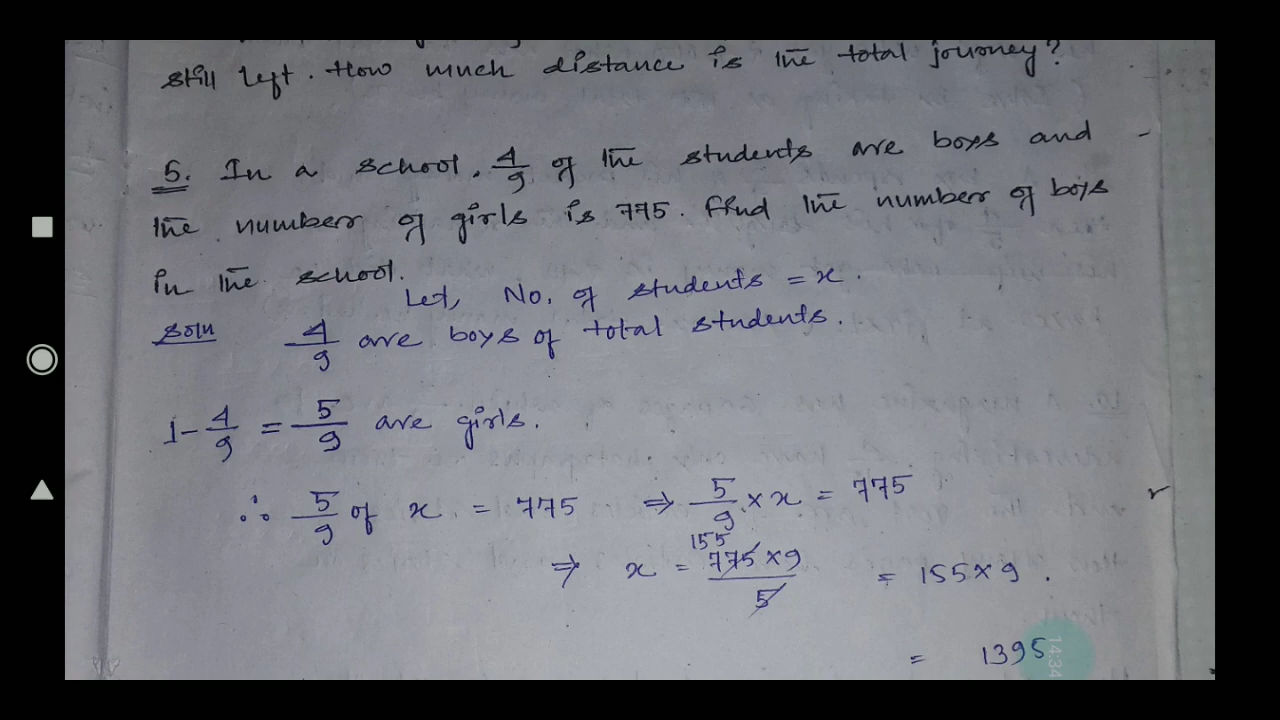 still left. How much distance is the total journey?
5. In a school, 4/9 of the students are boys and
the number of girls is 775. Find the number of boys
in the school.
Let, No. of students = x.
Soln 4/9 are boys of total students.
1 - 4/9 = 5/9 are girls.
∴ 5/9 of x = 775 ⇒ 5/9 × x = 775
155
⇒ x = 775×9/5 = 155×9.
= 1395
14:34